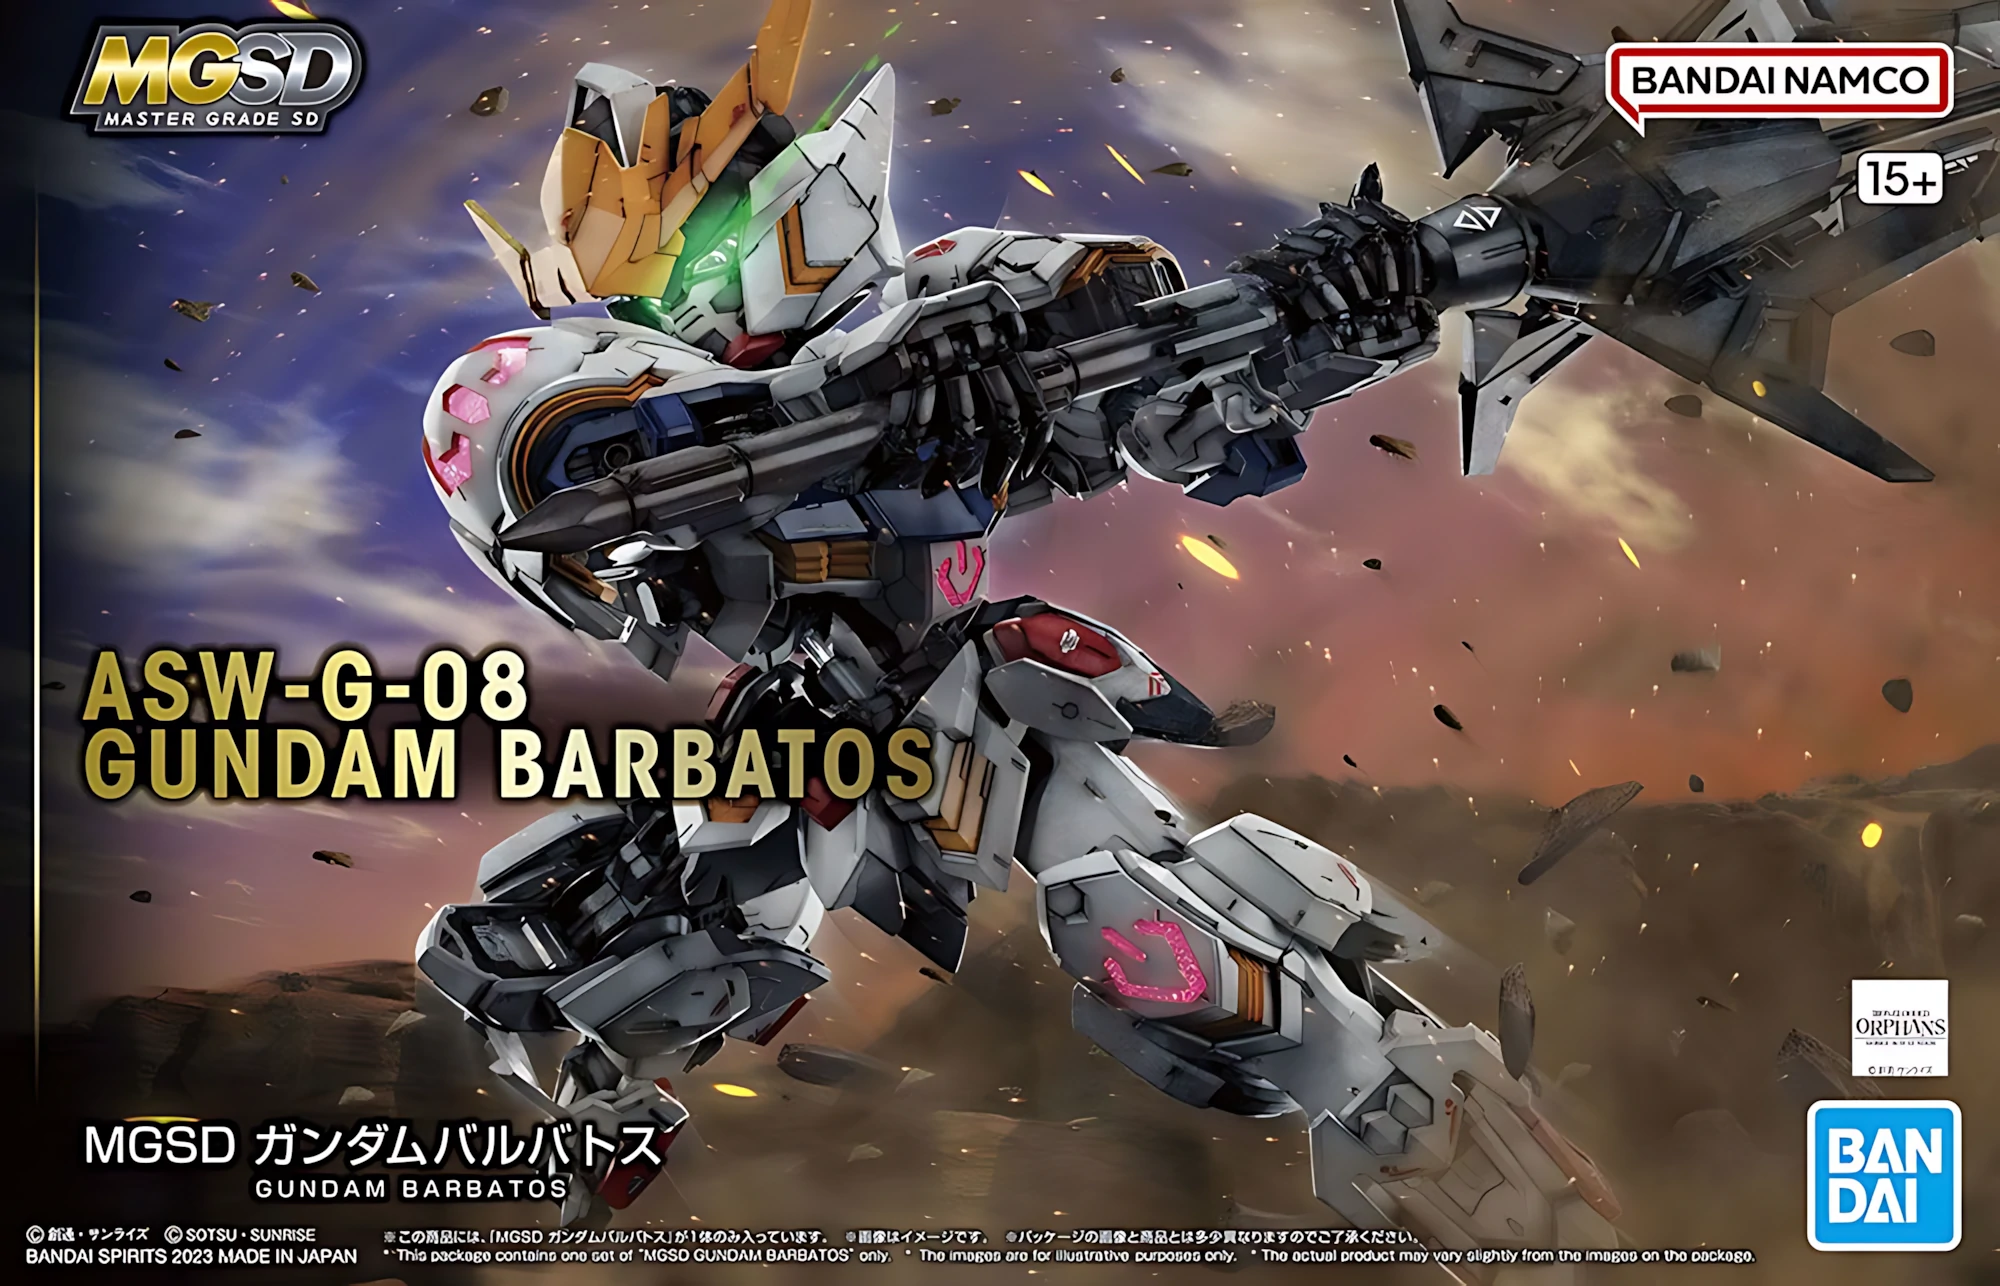 MGSD
MASTER GRADE SD
BANDAI NAMCO
15+
ASW-G-08
GUNDAM BARBATOS
ORPHANS
BAN
DAI
MGSD ガンダムバルバトス
GUNDAM BARBATOS
©創通・サンライズ ©SOTSU・SUNRISE
BANDAI SPIRITS 2023 MADE IN JAPAN
※この商品には、「MGSD ガンダムバルバトス」が1体のみ入っています。 ※画像はイメージです。 ※パッケージの画像と商品とは多少異なりますのでご了承ください。
* This package contains one set of "MGSD GUNDAM BARBATOS" only. * The images are for illustrative purposes only. * The actual product may vary slightly from the images on the package.